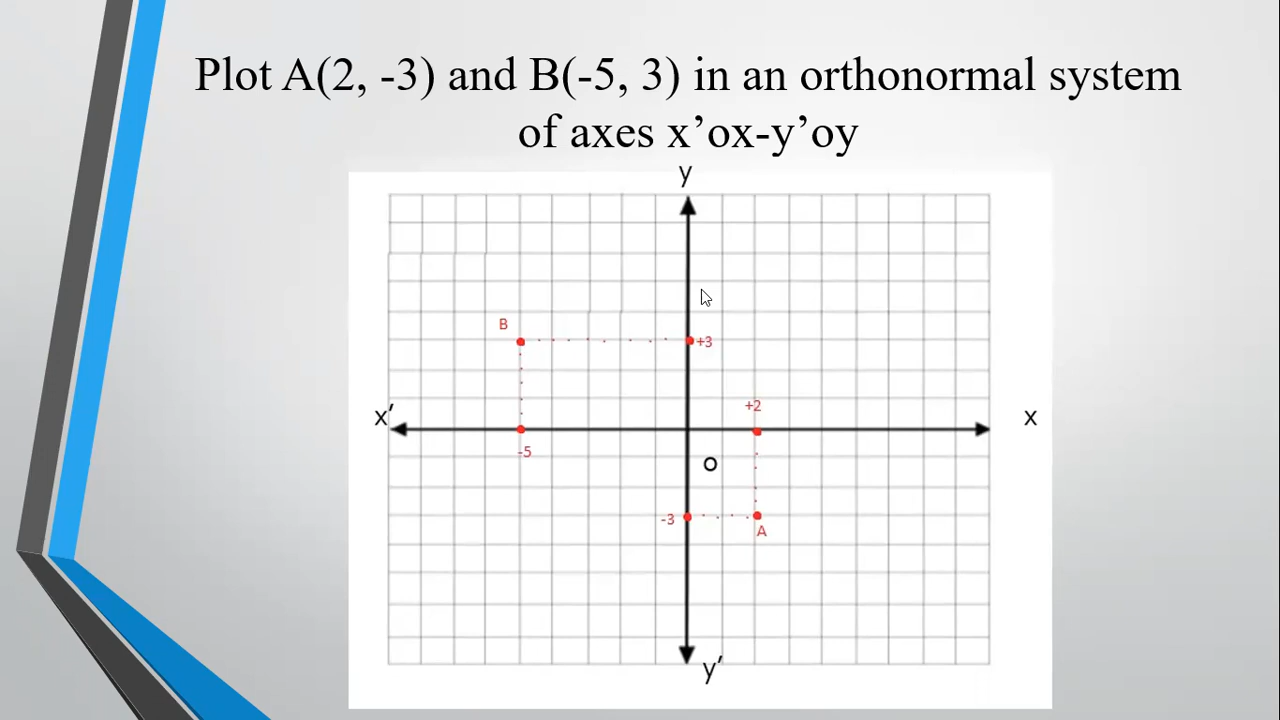 Plot A(2, -3) and B(-5, 3) in an orthonormal system
of axes x’ox-y’oy
y
B
+3
+2
x’
x
-5
o
-3
A
y’